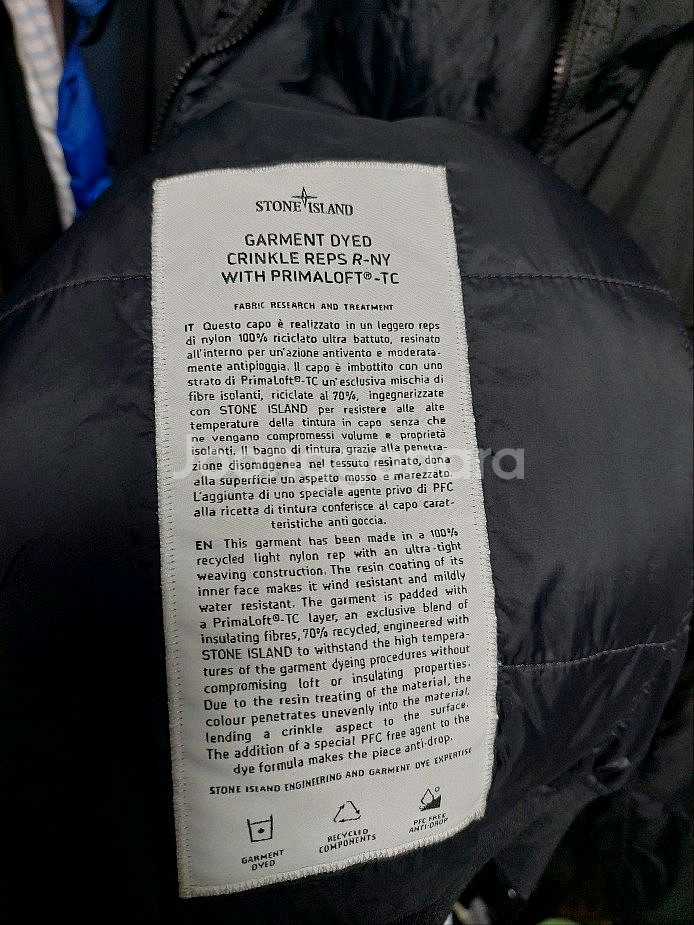 STONE ISLAND
GARMENT DYED
CRINKLE REPS R-NY
WITH PRIMALOFT®-TC
FABRIC RESEARCH AND TREATMENT
IT Questo capo è realizzato in un leggero reps
di nylon 100% riciclato ultra battuto, resinato
all'interno per un'azione antivento e moderata-
mente antipioggia. Il capo è imbottito con uno
strato di PrimaLoft®-TC un'esclusiva mischia di
fibre isolanti, riciclate al 70%, ingegnerizzate
con STONE ISLAND per resistere alle alte
temperature della tintura in capo senza che
ne vengano compromessi volume e proprietà
isolanti. Il bagno di tintura, grazie alla penetra-
zione disomogenea nel tessuto resinato, dona
alla superficie un aspetto mosso e marezzato.
L'aggiunta di uno speciale agente privo di PFC
alla ricetta di tintura conferisce al capo carat-
teristiche anti goccia.
EN This garment has been made in a 100%
recycled light nylon rep with an ultra-tight
weaving construction. The resin coating of its
inner face makes it wind resistant and mildly
water resistant. The garment is padded with
a PrimaLoft®-TC layer, an exclusive blend of
insulating fibres, 70% recycled, engineered with
STONE ISLAND to withstand the high tempera-
tures of the garment dyeing procedures without
compromising loft or insulating properties.
Due to the resin treating of the material, the
colour penetrates unevenly into the material,
lending a crinkle aspect to the surface.
The addition of a special PFC free agent to the
dye formula makes the piece anti-drop.
STONE ISLAND ENGINEERING AND GARMENT DYE EXPERTISE
GARMENT
DYED
RECYCLED
COMPONENTS
PFC FREE
ANTI-DROP